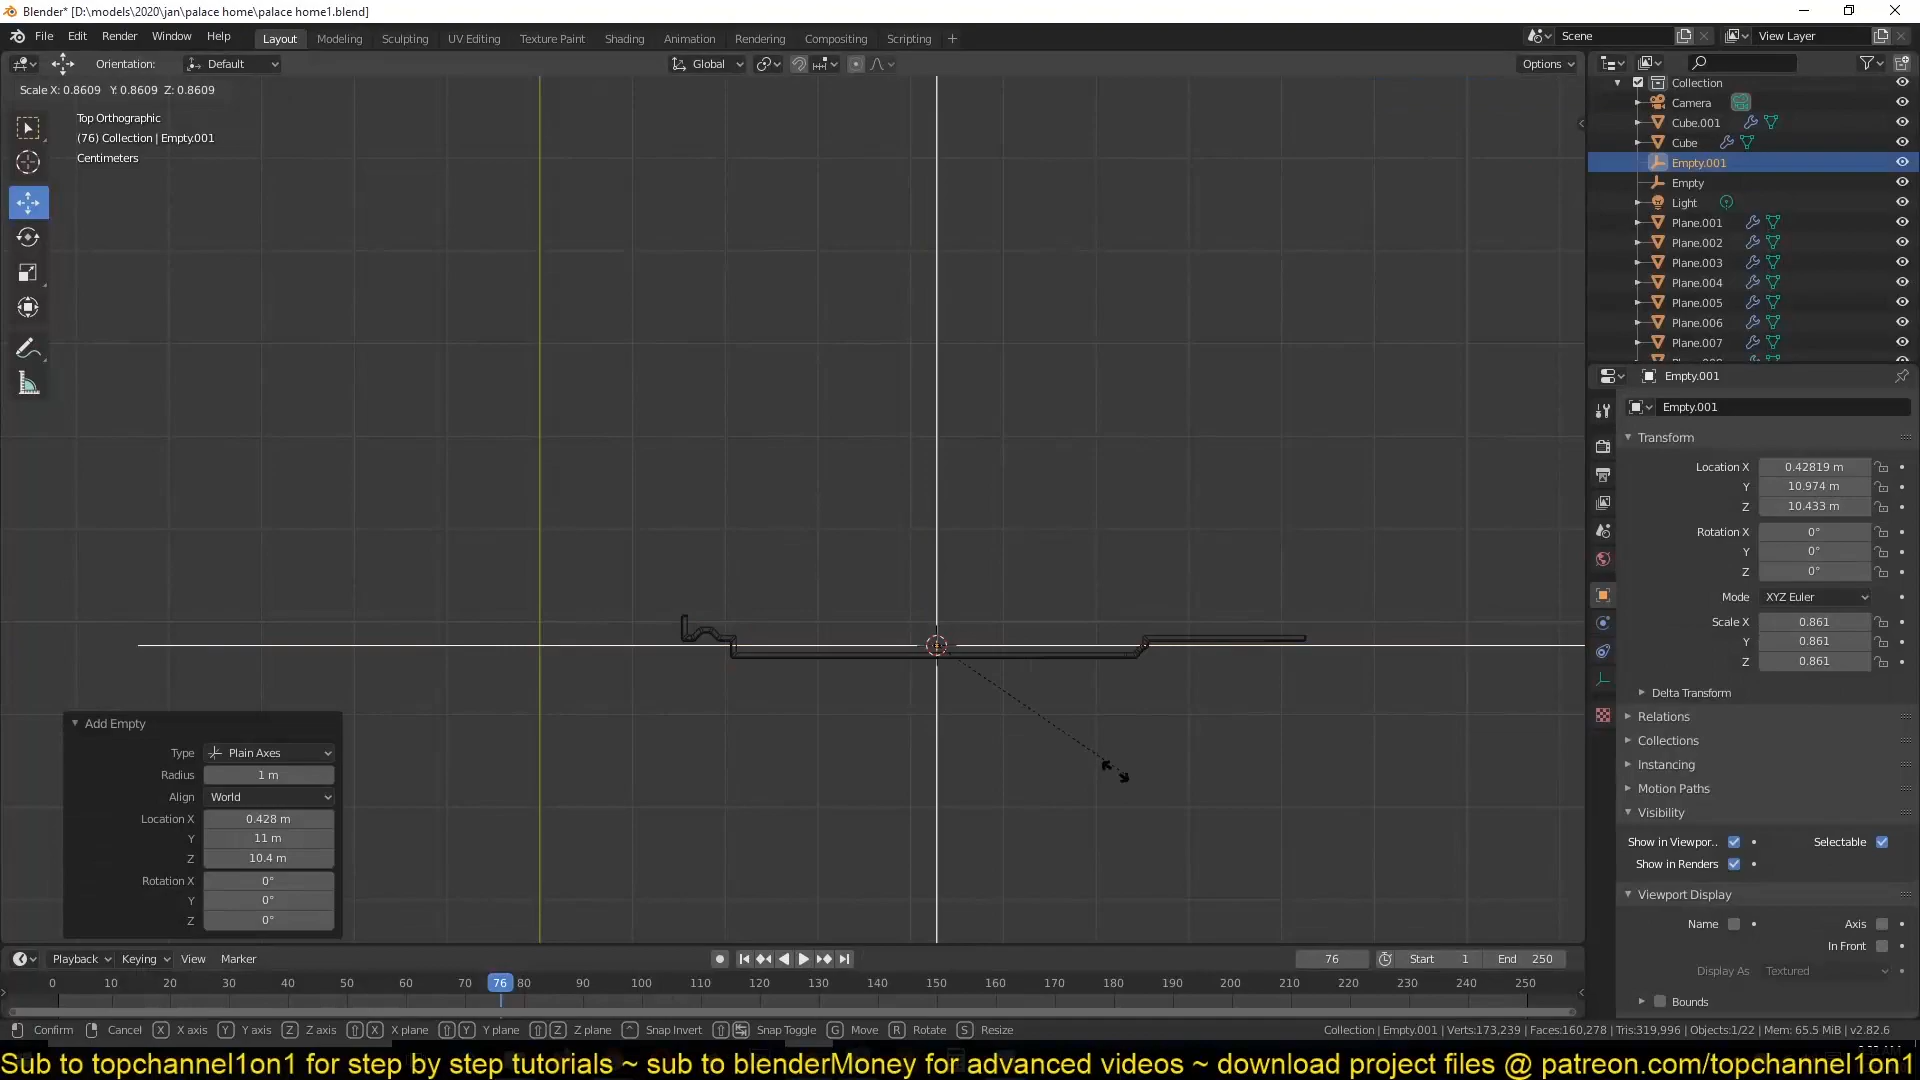 Blender* [D:\models\2020\jan\palace home\palace home1.blend]
File Edit Render Window Help Layout Modeling Sculpting UV Editing Texture Paint Shading Animation Rendering Compositing Scripting + Scene View Layer
Orientation: Default Global Options
Scale X: 0.8609 Y: 0.8609 Z: 0.8609
Top Orthographic
(76) Collection | Empty.001
Centimeters
Collection
Camera
Cube.001
Cube
Empty.001
Empty
Light
Plane.001
Plane.002
Plane.003
Plane.004
Plane.005
Plane.006
Plane.007
Empty.001
Empty.001
Transform
Location X 0.42819 m
Y 10.974 m
Z 10.433 m
Rotation X 0°
Y 0°
Z 0°
Mode XYZ Euler
Scale X 0.861
Y 0.861
Z 0.861
Delta Transform
Relations
Collections
Instancing
Motion Paths
Visibility
Show in Viewpor.. Selectable
Show in Renders
Viewport Display
Name Axis
In Front
Display As Textured
Bounds
Add Empty
Type Plain Axes
Radius 1 m
Align World
Location X 0.428 m
Y 11 m
Z 10.4 m
Rotation X 0°
Y 0°
Z 0°
Playback Keying View Marker 76 Start 1 End 250
0 10 20 30 40 50 60 70 76 80 90 100 110 120 130 140 150 160 170 180 190 200 210 220 230 240 250
Confirm Cancel X X axis Y Y axis Z Z axis X X plane Y Y plane Z Z plane Snap Invert Snap Toggle G Move R Rotate S Resize Collection | Empty.001 | Verts:173,239 | Faces:160,278 | Tris:319,996 | Objects:1/22 | Mem: 65.5 MiB | v2.82.6
Sub to topchannel1on1 for step by step tutorials ~ sub to blenderMoney for advanced videos ~ download project files @ patreon.com/topchannel1on1